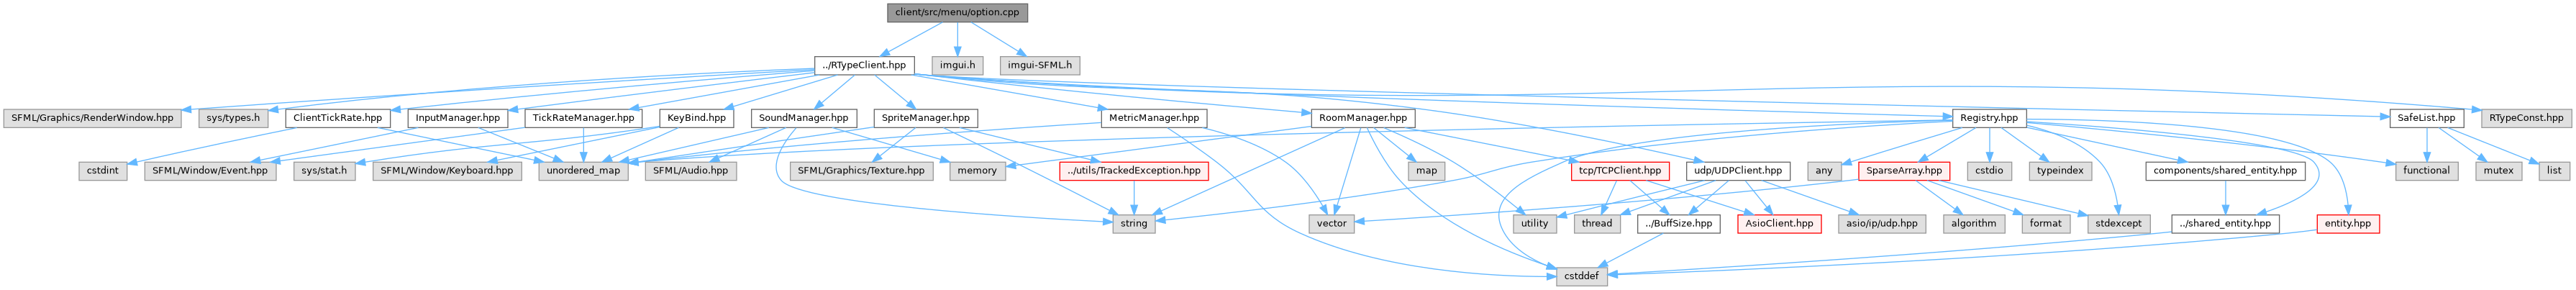 client/src/menu/option.cpp
../RTypeClient.hpp
imgui.h
imgui-SFML.h
SFML/Graphics/RenderWindow.hpp
sys/types.h
ClientTickRate.hpp
InputManager.hpp
TickRateManager.hpp
KeyBind.hpp
SoundManager.hpp
SpriteManager.hpp
MetricManager.hpp
RoomManager.hpp
Registry.hpp
SafeList.hpp
RTypeConst.hpp
cstdint
SFML/Window/Event.hpp
sys/stat.h
SFML/Window/Keyboard.hpp
unordered_map
SFML/Audio.hpp
SFML/Graphics/Texture.hpp
memory
../utils/TrackedException.hpp
map
tcp/TCPClient.hpp
udp/UDPClient.hpp
any
SparseArray.hpp
cstdio
typeindex
components/shared_entity.hpp
functional
mutex
list
string
vector
utility
thread
../BuffSize.hpp
AsioClient.hpp
asio/ip/udp.hpp
algorithm
format
stdexcept
../shared_entity.hpp
entity.hpp
cstddef